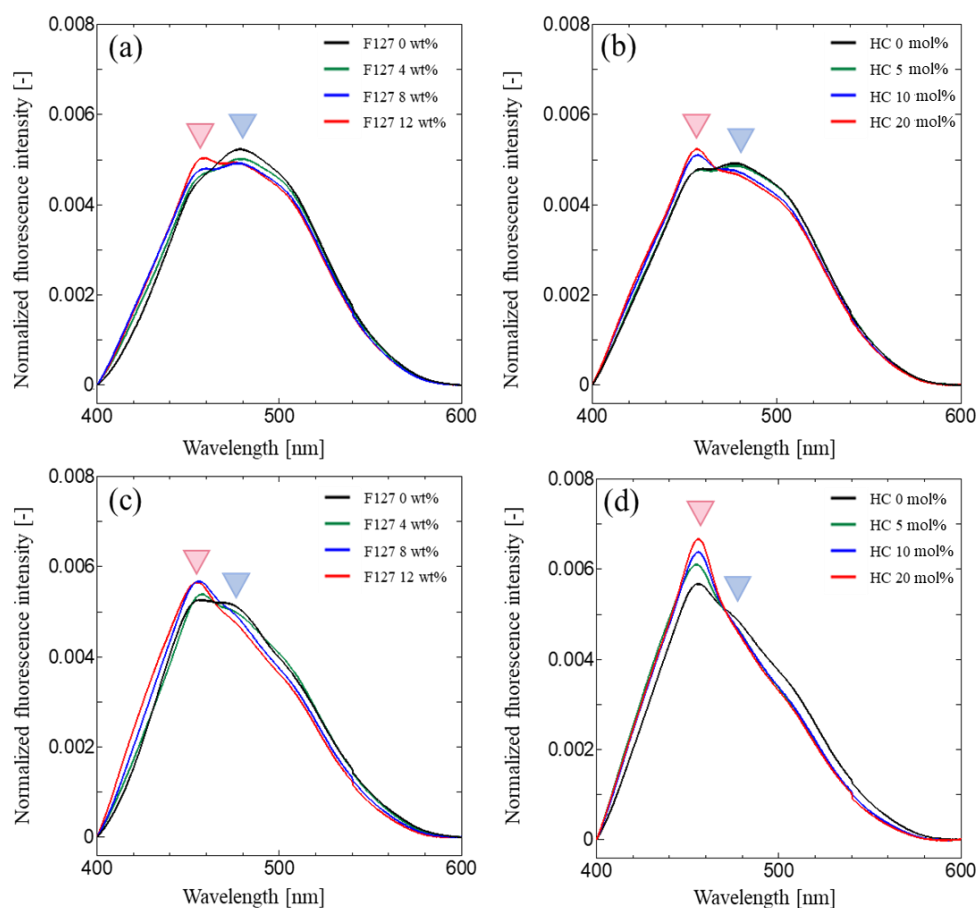 (a)
F127 0 wt%
F127 4 wt%
F127 8 wt%
F127 12 wt%
Normalized fluorescence intensity [-]
0.008
0.006
0.004
0.002
0
400
500
600
Wavelength [nm]
(b)
HC 0 mol%
HC 5 mol%
HC 10 mol%
HC 20 mol%
Normalized fluorescence intensity [-]
0.008
0.006
0.004
0.002
0
400
500
600
Wavelength [nm]
(c)
F127 0 wt%
F127 4 wt%
F127 8 wt%
F127 12 wt%
Normalized fluorescence intensity [-]
0.008
0.006
0.004
0.002
0
400
500
600
Wavelength [nm]
(d)
HC 0 mol%
HC 5 mol%
HC 10 mol%
HC 20 mol%
Normalized fluorescence intensity [-]
0.008
0.006
0.004
0.002
0
400
500
600
Wavelength [nm]